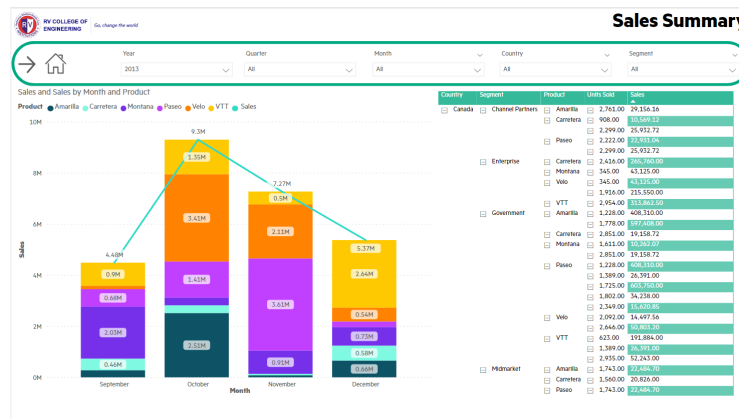 RV COLLEGE OF
ENGINEERING
Go, change the world
Sales Summary
Year Quarter Month Country Segment
2013 All All All All
Sales and Sales by Month and Product
Product Amarilla Carretera Montana Paseo Velo VTT Sales
10M
8M
6M
4M
2M
0M
Sales
4.48M
0.9M
0.68M
2.03M
0.46M
9.3M
1.35M
3.41M
1.41M
2.51M
7.27M
0.5M
2.11M
3.61M
0.91M
5.37M
2.64M
0.54M
0.73M
0.58M
0.66M
September October November December
Month
Country Segment Product Units Sold Sales
Canada Channel Partners Amarilla 2,761.00 29,156.16
Carretera 908.00 10,569.12
2,299.00 25,932.72
Paseo 2,222.00 22,931.04
2,299.00 25,932.72
Enterprise Carretera 2,416.00 265,760.00
Montana 345.00 43,125.00
Velo 345.00 43,125.00
1,916.00 215,550.00
VTT 2,954.00 313,862.50
Government Amarilla 1,228.00 408,310.00
1,778.00 597,408.00
Carretera 2,851.00 19,158.72
Montana 1,611.00 10,262.07
2,851.00 19,158.72
Paseo 1,228.00 408,310.00
1,389.00 26,391.00
1,725.00 603,750.00
1,802.00 34,238.00
2,349.00 15,620.85
Velo 2,092.00 14,497.56
2,646.00 50,803.20
VTT 623.00 191,884.00
1,389.00 26,391.00
2,935.00 52,243.00
Midmarket Amarilla 1,743.00 22,484.70
Carretera 1,560.00 20,826.00
Paseo 1,743.00 22,484.70